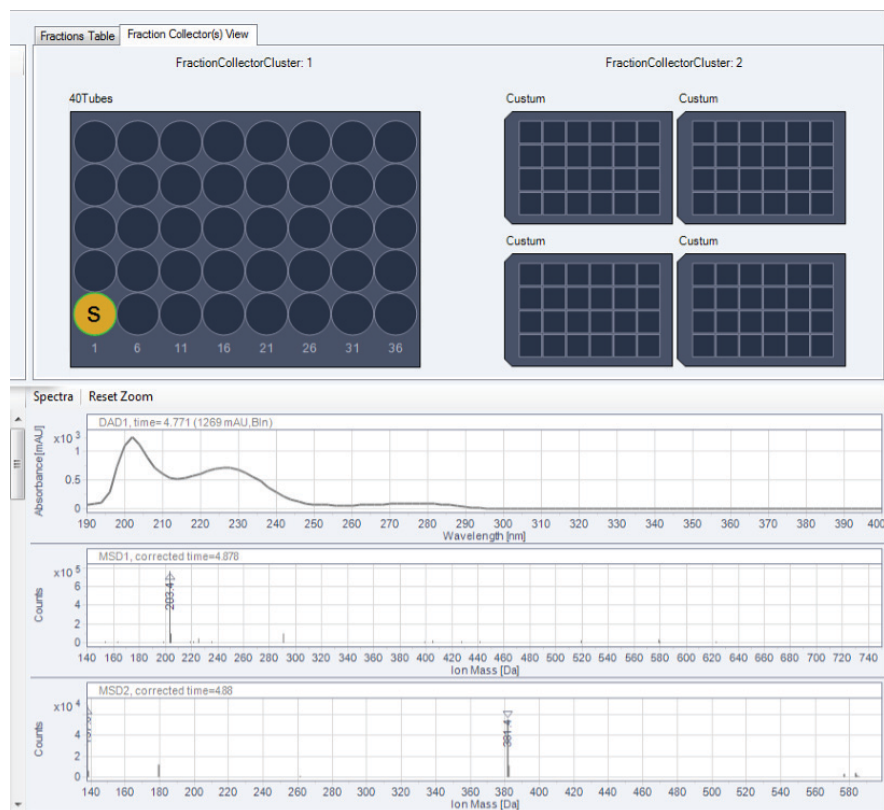 Fractions Table Fraction Collector(s) View
FractionCollectorCluster: 1 FractionCollectorCluster: 2
40Tubes Custum Custum
Custum Custum
S
1 6 11 16 21 26 31 36
Spectra Reset Zoom
DAD1, time= 4.771 (1269 mAU,Bln)
Absorbance [mAU]
x10 3
1
0.5
0
190 200 210 220 230 240 250 260 270 280 290 300 310 320 330 340 350 360 370 380 390 400
Wavelength [nm]
MSD1, corrected time=4.878
Counts
x10 5
6
4
2
0
203.4
140 160 180 200 220 240 260 280 300 320 340 360 380 400 420 440 460 480 500 520 540 560 580 600 620 640 660 680 700 720 740
Ion Mass [Da]
MSD2, corrected time=4.88
Counts
x10 4
4
2
0
381.4
140 160 180 200 220 240 260 280 300 320 340 360 380 400 420 440 460 480 500 520 540 560 580
Ion Mass [Da]